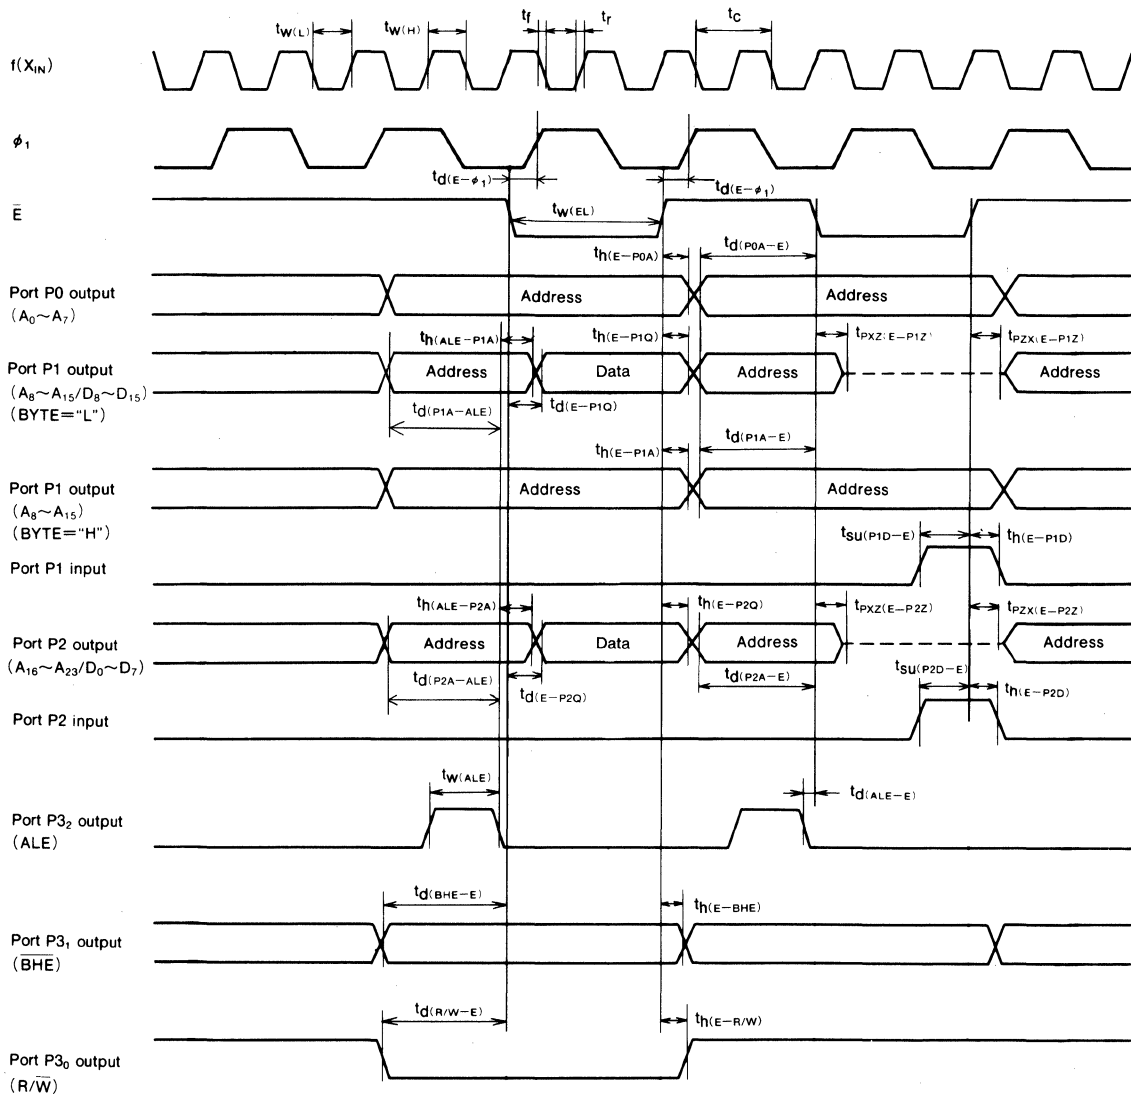 tf tr tC
tW(L) tW(H)
f(XIN)
ϕ1
td(E−ϕ1) td(E−ϕ1)
E̅ tW(EL)
th(E−P0A) td(P0A−E)
Port P0 output Address Address
(A0~A7)
th(ALE−P1A) th(E−P1Q) tPXZ(E−P1Z) tPZX(E−P1Z)
Port P1 output Address Data Address Address
(A8~A15/D8~D15)
(BYTE="L") td(P1A−ALE) td(E−P1Q)
th(E−P1A) td(P1A−E)
Port P1 output Address Address
(A8~A15)
(BYTE="H")
tsu(P1D−E) th(E−P1D)
Port P1 input
th(ALE−P2A) th(E−P2Q) tPXZ(E−P2Z) tPZX(E−P2Z)
Port P2 output Address Data Address Address
(A16~A23/D0~D7) tsu(P2D−E)
td(P2A−ALE) td(E−P2Q) td(P2A−E) th(E−P2D)
Port P2 input
tW(ALE) td(ALE−E)
Port P32 output
(ALE)
td(BHE−E) th(E−BHE)
Port P31 output
(B̅H̅E̅)
td(R/W−E) th(E−R/W)
Port P30 output
(R/W̅)